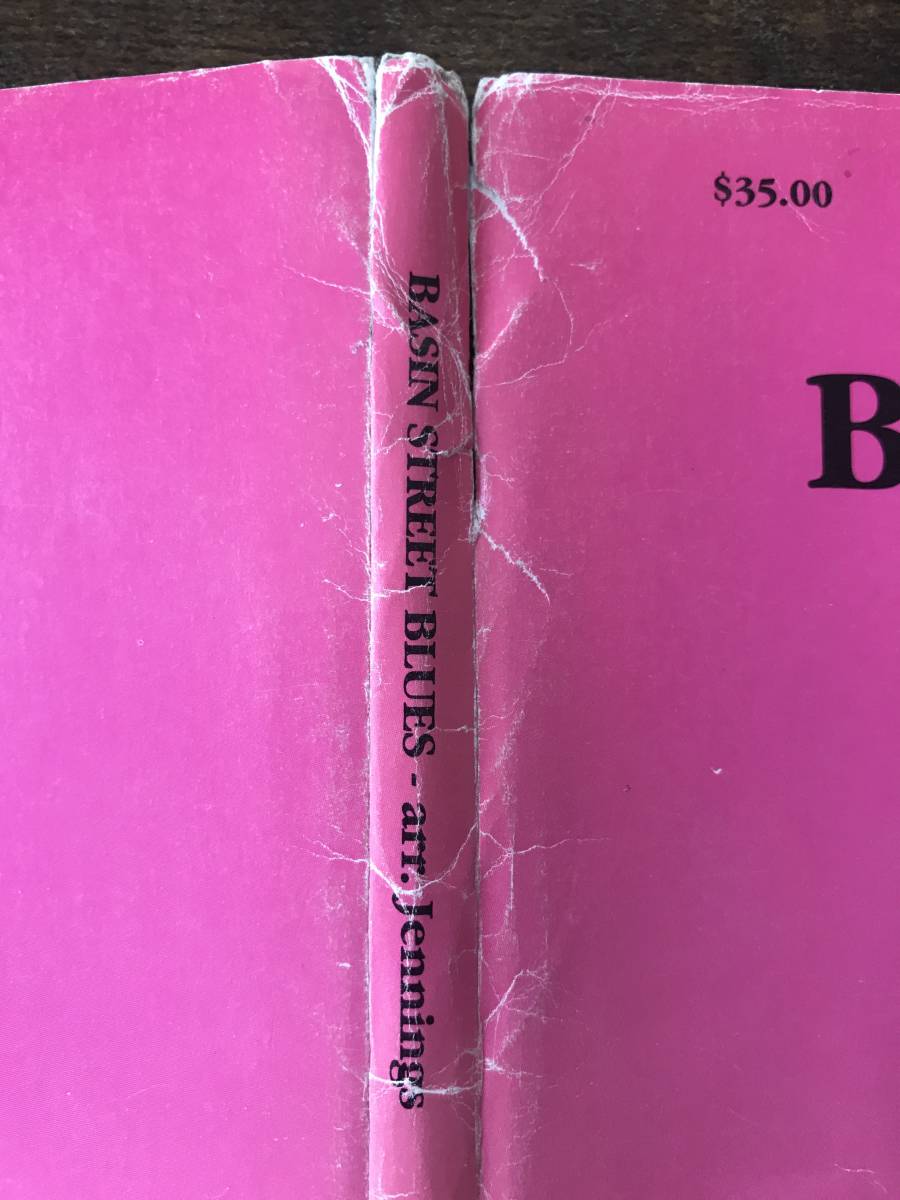 BASIN STREET BLUES - arr. Jennings
$35.00
B